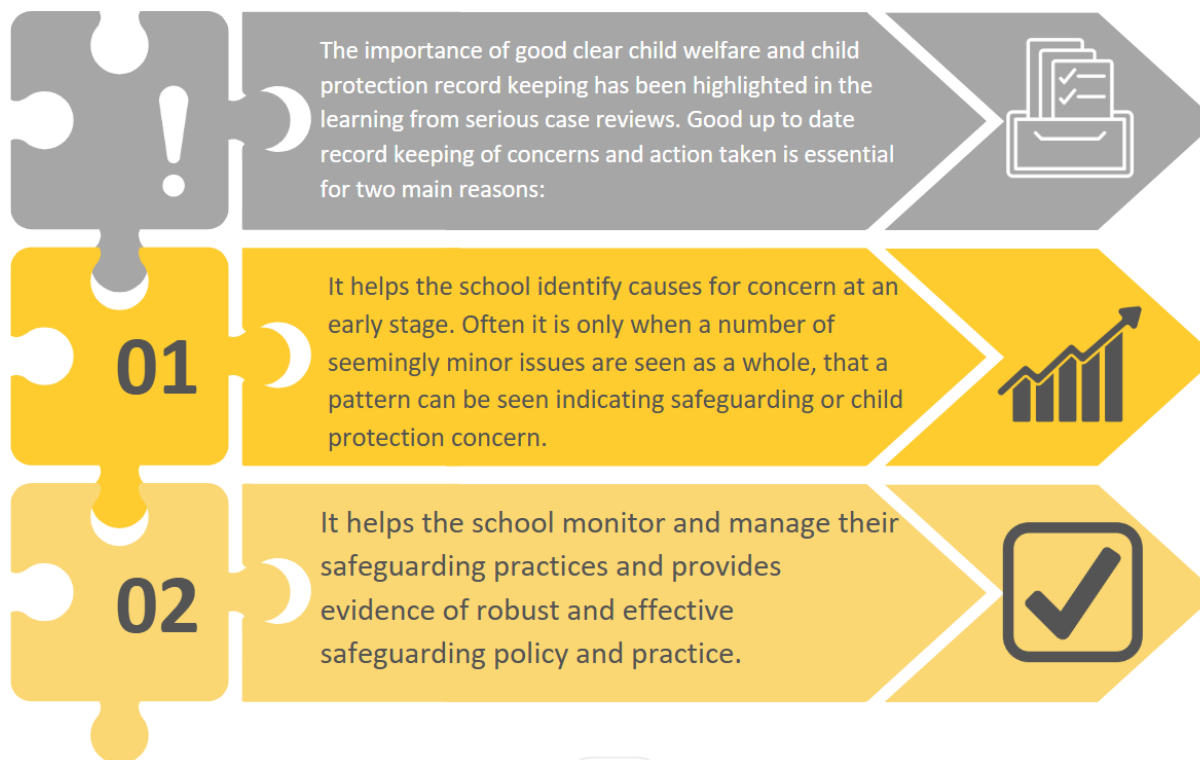 !
The importance of good clear child welfare and child
protection record keeping has been highlighted in the
learning from serious case reviews. Good up to date
record keeping of concerns and action taken is essential
for two main reasons:
01
It helps the school identify causes for concern at an
early stage. Often it is only when a number of
seemingly minor issues are seen as a whole, that a
pattern can be seen indicating safeguarding or child
protection concern.
02
It helps the school monitor and manage their
safeguarding practices and provides
evidence of robust and effective
safeguarding policy and practice.